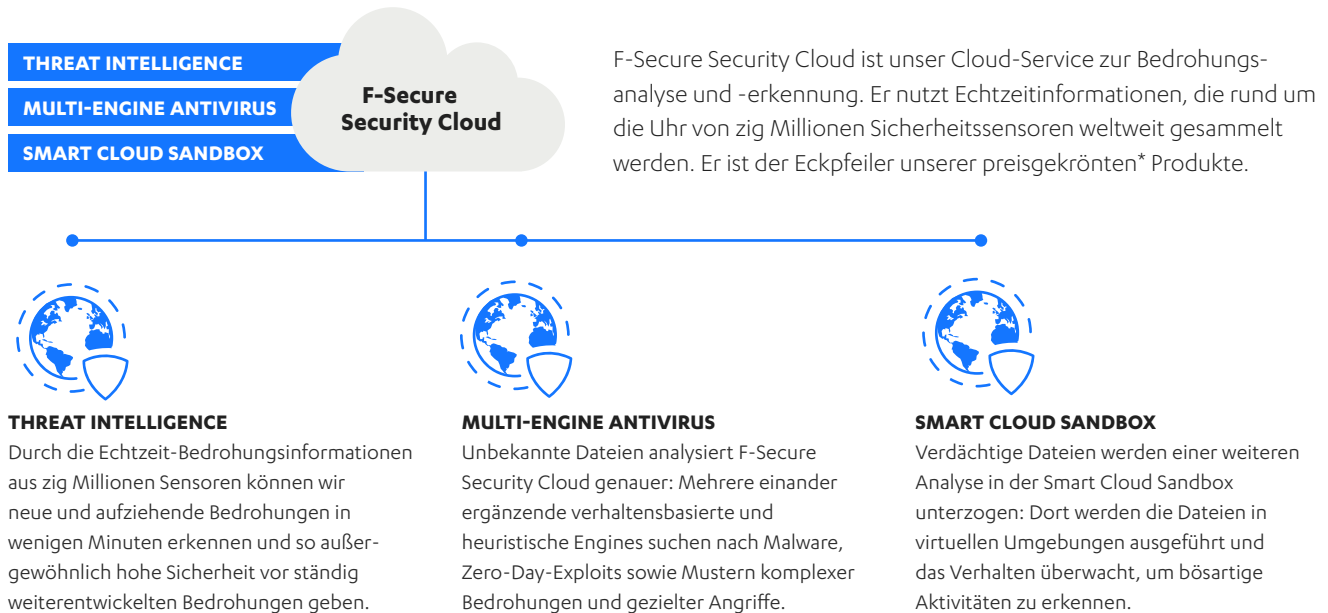 THREAT INTELLIGENCE
MULTI-ENGINE ANTIVIRUS
SMART CLOUD SANDBOX
F-Secure
Security Cloud
F-Secure Security Cloud ist unser Cloud-Service zur Bedrohungs-
analyse und -erkennung. Er nutzt Echtzeitinformationen, die rund um
die Uhr von zig Millionen Sicherheitssensoren weltweit gesammelt
werden. Er ist der Eckpfeiler unserer preisgekrönten* Produkte.
THREAT INTELLIGENCE
Durch die Echtzeit-Bedrohungsinformationen
aus zig Millionen Sensoren können wir
neue und aufziehende Bedrohungen in
wenigen Minuten erkennen und so außer-
gewöhnlich hohe Sicherheit vor ständig
weiterentwickelten Bedrohungen geben.
MULTI-ENGINE ANTIVIRUS
Unbekannte Dateien analysiert F-Secure
Security Cloud genauer: Mehrere einander
ergänzende verhaltensbasierte und
heuristische Engines suchen nach Malware,
Zero-Day-Exploits sowie Mustern komplexer
Bedrohungen und gezielter Angriffe.
SMART CLOUD SANDBOX
Verdächtige Dateien werden einer weiteren
Analyse in der Smart Cloud Sandbox
unterzogen: Dort werden die Dateien in
virtuellen Umgebungen ausgeführt und
das Verhalten überwacht, um bösartige
Aktivitäten zu erkennen.